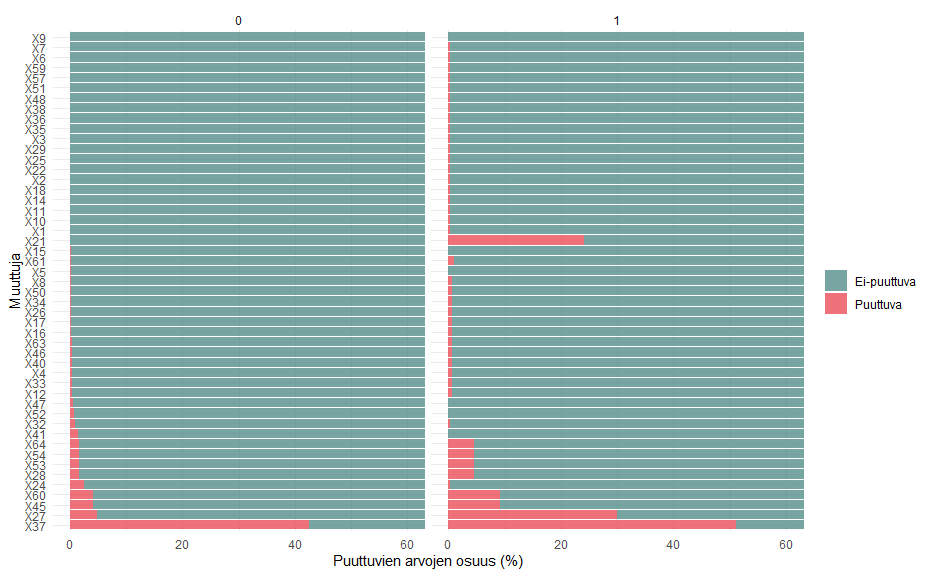 0
1
X9
X7
X6
X59
X57
X51
X48
X38
X36
X35
X3
X29
X25
X22
X2
X18
X14
X11
X10
X1
X21
X15
X61
X5
X8
X50
X34
X26
X17
X16
X63
X46
X40
X4
X33
X12
X47
X52
X32
X41
X64
X54
X53
X28
X24
X60
X45
X27
X37
Muuttuja
0
20
40
60
0
20
40
60
Puuttuvien arvojen osuus (%)
Ei-puuttuva
Puuttuva